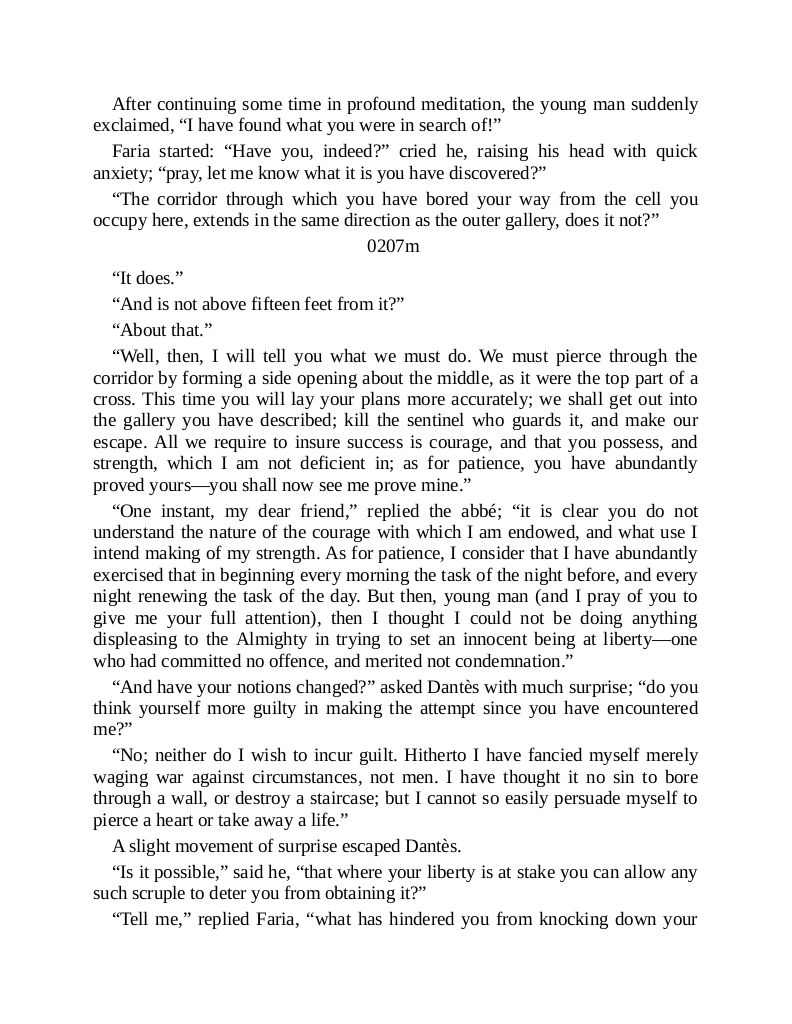 After continuing some time in profound meditation, the young man suddenly
exclaimed, “I have found what you were in search of!”
Faria started: “Have you, indeed?” cried he, raising his head with quick
anxiety; “pray, let me know what it is you have discovered?”
“The corridor through which you have bored your way from the cell you
occupy here, extends in the same direction as the outer gallery, does it not?”
0207m
“It does.”
“And is not above fifteen feet from it?”
“About that.”
“Well, then, I will tell you what we must do. We must pierce through the
corridor by forming a side opening about the middle, as it were the top part of a
cross. This time you will lay your plans more accurately; we shall get out into
the gallery you have described; kill the sentinel who guards it, and make our
escape. All we require to insure success is courage, and that you possess, and
strength, which I am not deficient in; as for patience, you have abundantly
proved yours—you shall now see me prove mine.”
“One instant, my dear friend,” replied the abbé; “it is clear you do not
understand the nature of the courage with which I am endowed, and what use I
intend making of my strength. As for patience, I consider that I have abundantly
exercised that in beginning every morning the task of the night before, and every
night renewing the task of the day. But then, young man (and I pray of you to
give me your full attention), then I thought I could not be doing anything
displeasing to the Almighty in trying to set an innocent being at liberty—one
who had committed no offence, and merited not condemnation.”
“And have your notions changed?” asked Dantès with much surprise; “do you
think yourself more guilty in making the attempt since you have encountered
me?”
“No; neither do I wish to incur guilt. Hitherto I have fancied myself merely
waging war against circumstances, not men. I have thought it no sin to bore
through a wall, or destroy a staircase; but I cannot so easily persuade myself to
pierce a heart or take away a life.”
A slight movement of surprise escaped Dantès.
“Is it possible,” said he, “that where your liberty is at stake you can allow any
such scruple to deter you from obtaining it?”
“Tell me,” replied Faria, “what has hindered you from knocking down your